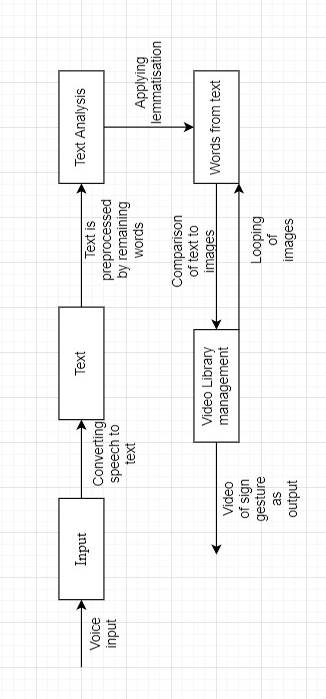 Voice
input
Input
Converting
speech to
text
Text
Text is
preprocessed
by remaining
words
Text Analysis
Applying
lemmatisation
Words from text
Comparison
of text to
images
Looping
of
images
Video Library
management
Video
of sign
gesture
as
output